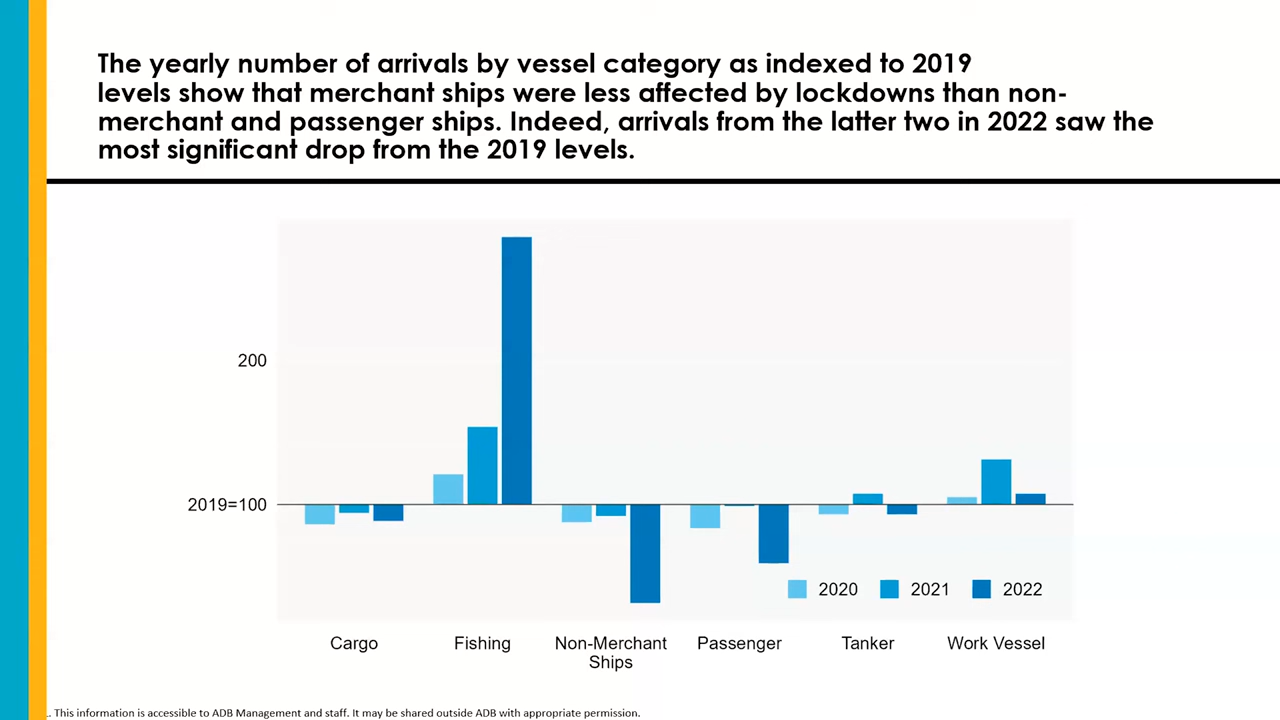 The yearly number of arrivals by vessel category as indexed to 2019
levels show that merchant ships were less affected by lockdowns than non-
merchant and passenger ships. Indeed, arrivals from the latter two in 2022 saw the
most significant drop from the 2019 levels.
200
2019=100
2020 2021 2022
Cargo Fishing Non-Merchant Passenger Tanker Work Vessel
Ships
. This information is accessible to ADB Management and staff. It may be shared outside ADB with appropriate permission.